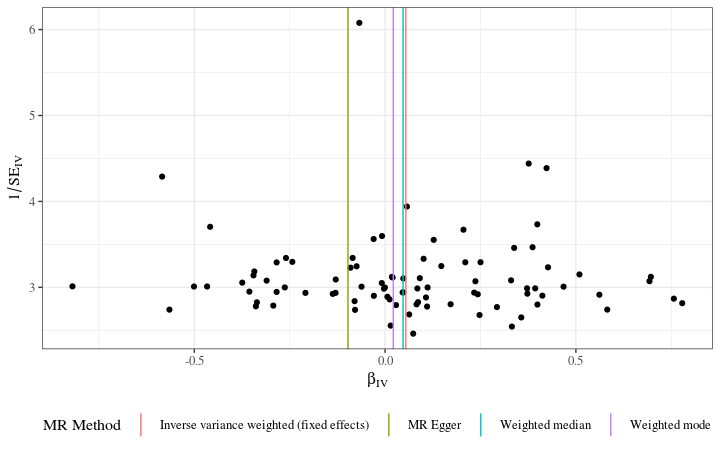 6
5
4
3
1/SE_IV
-0.5
0.0
0.5
β_IV
MR Method Inverse variance weighted (fixed effects) MR Egger Weighted median Weighted mode